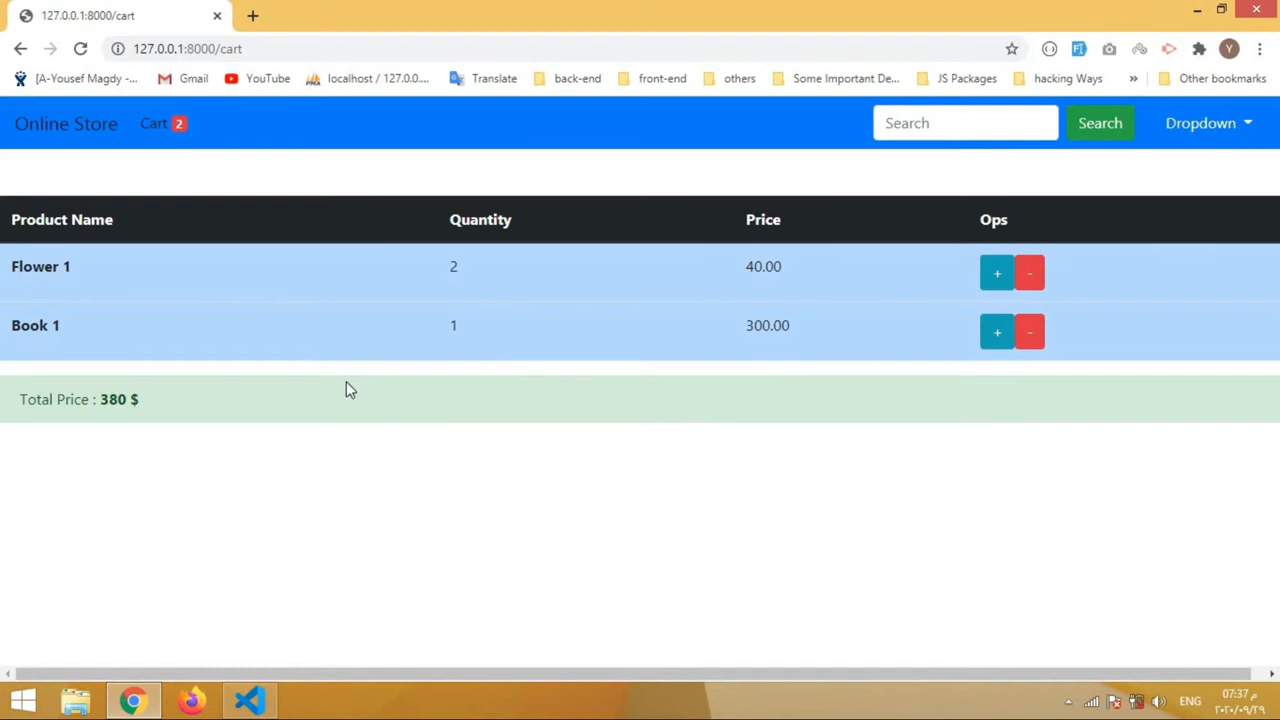 127.0.0.1:8000/cart
127.0.0.1:8000/cart
[A-Yousef Magdy -...
Gmail
YouTube
localhost / 127.0.0....
Translate
back-end
front-end
others
Some Important De...
JS Packages
hacking Ways
»
Other bookmarks
Online Store
Cart 2
Search
Search
Dropdown
Product Name Quantity Price Ops
Flower 1 2 40.00 + -
Book 1 1 300.00 + -
Total Price : 380 $
ENG
07:37 م
٢٠٢٠/٠٩/٢٩